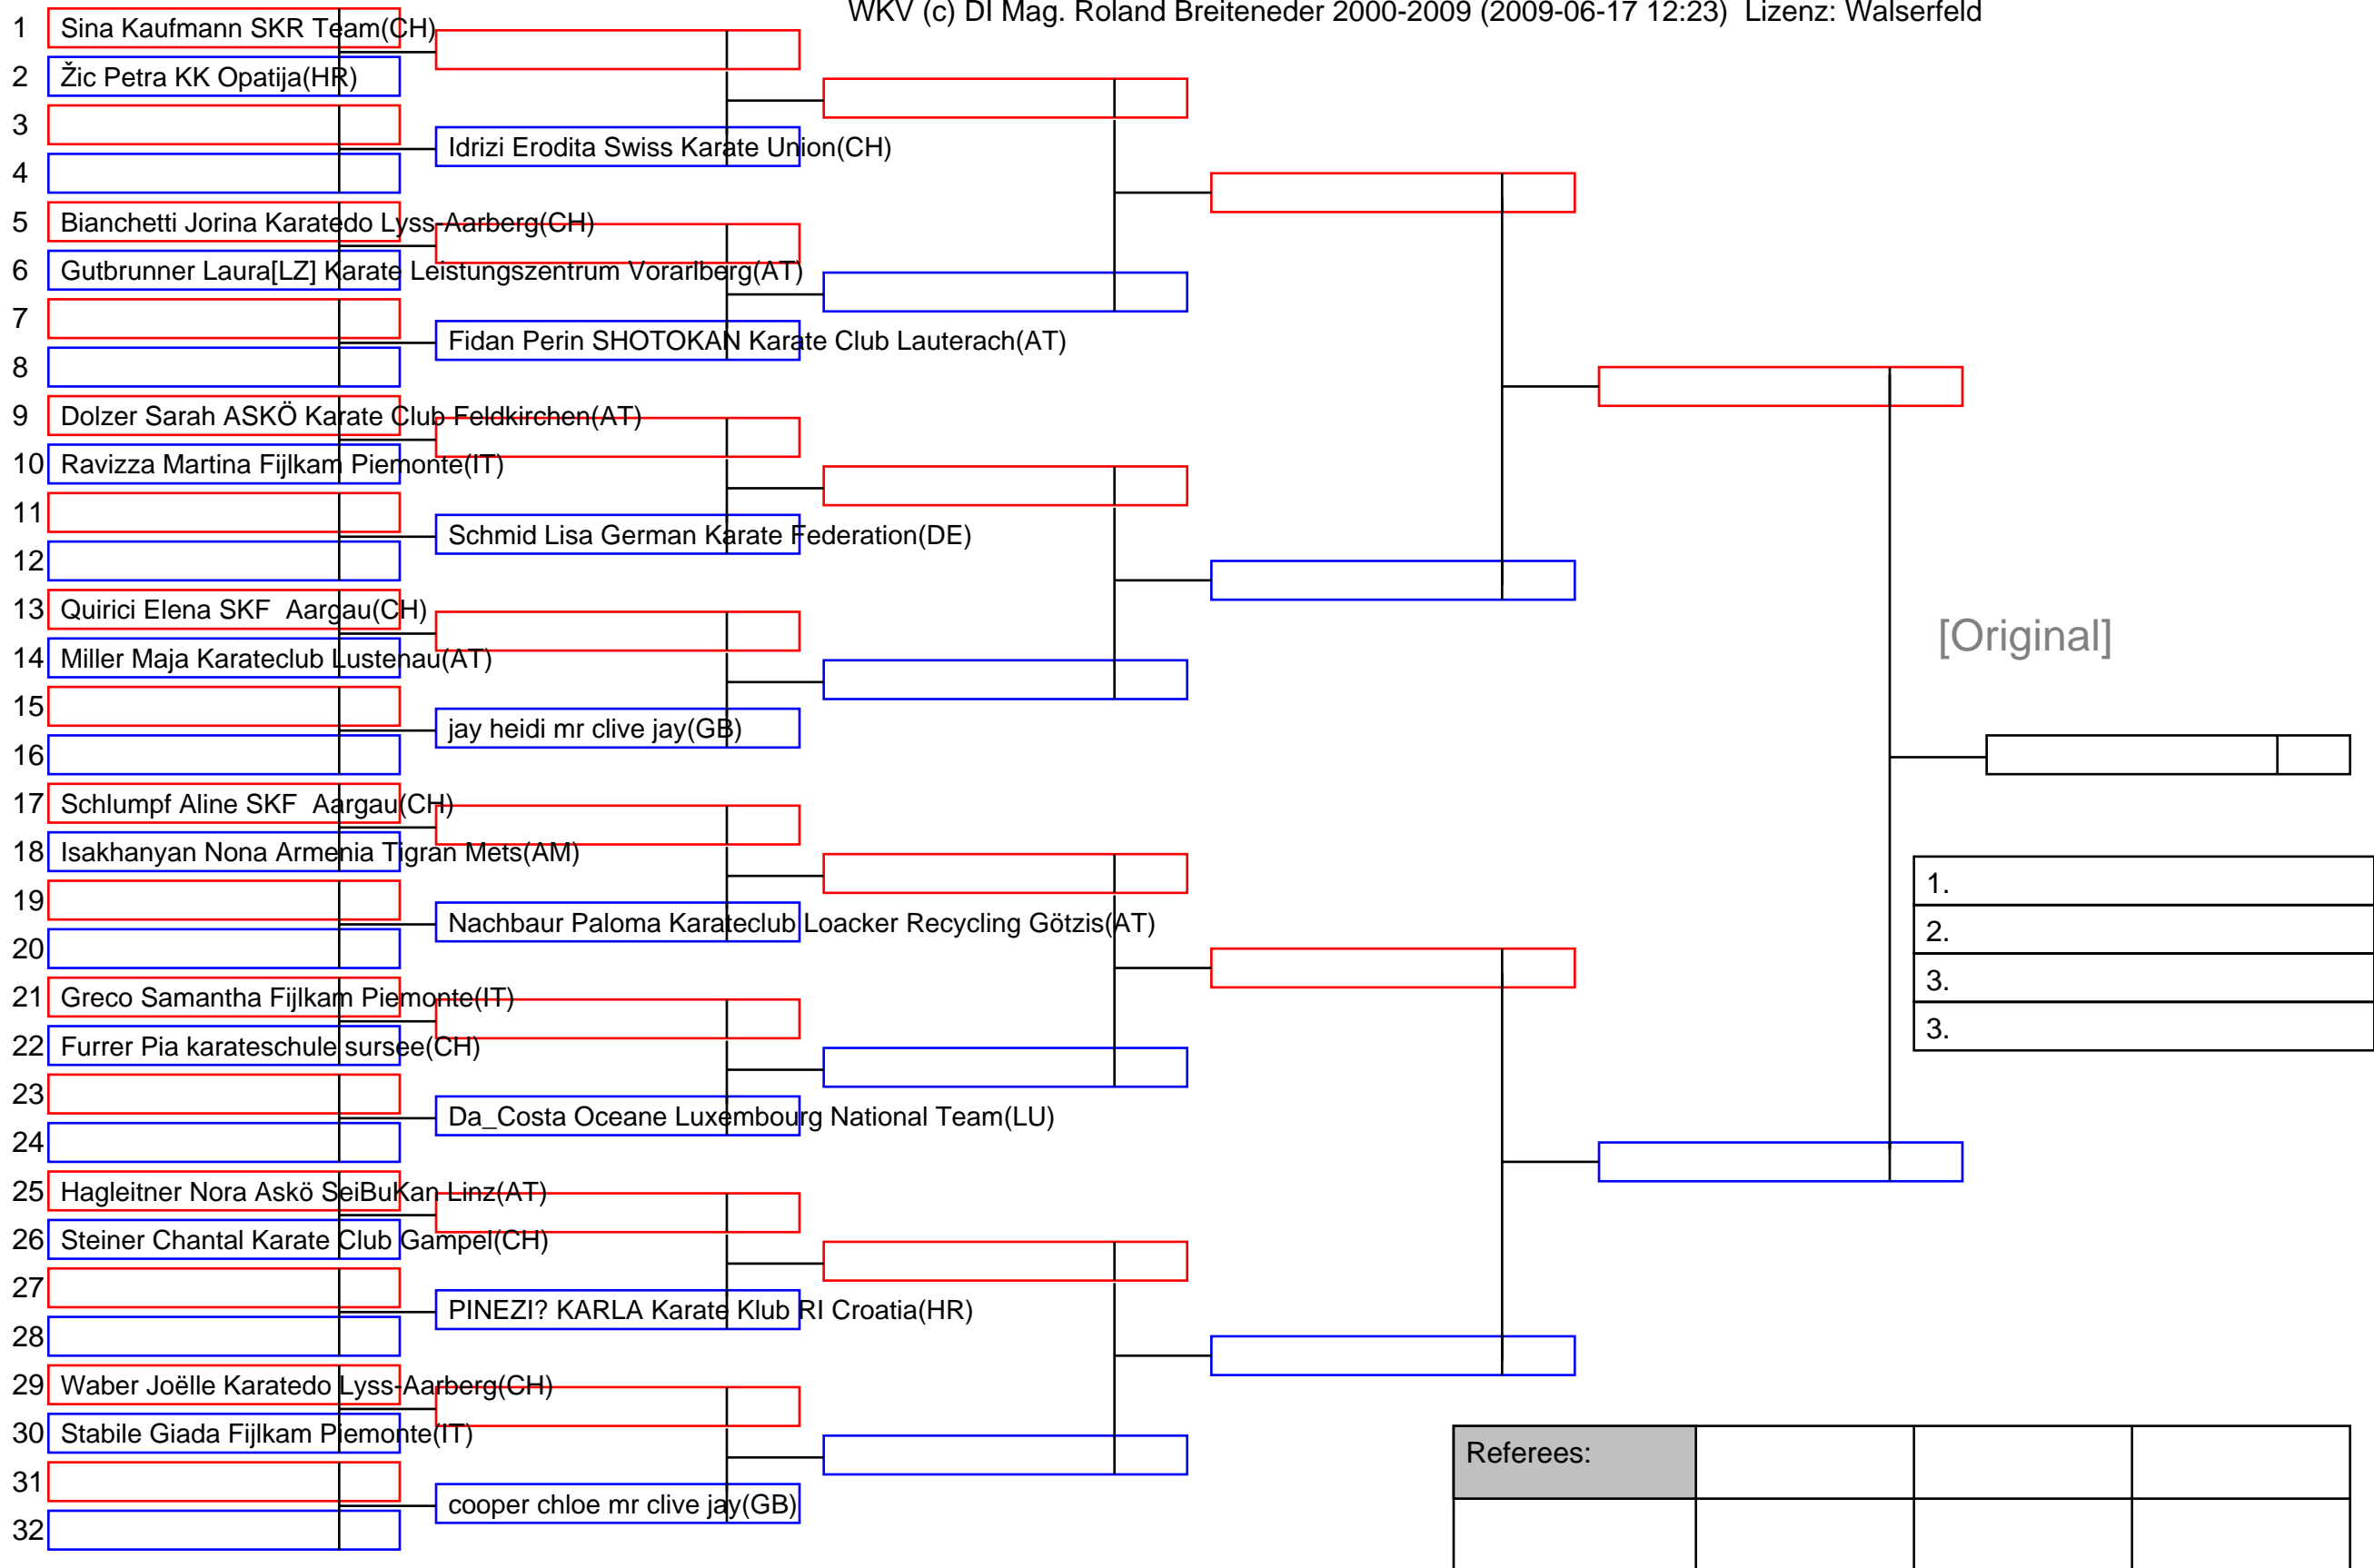 WKV (c) DI Mag. Roland Breiteneder 2000-2009 (2009-06-17 12:23)  Lizenz: Walserfeld
1 Sina Kaufmann SKR Team(CH)
2 Žic Petra KK Opatija(HR)
3
Idrizi Erodita Swiss Karate Union(CH)
4
5 Bianchetti Jorina Karatedo Lyss-Aarberg(CH)
6 Gutbrunner Laura[LZ] Karate Leistungszentrum Vorarlberg(AT)
7
Fidan Perin SHOTOKAN Karate Club Lauterach(AT)
8
9 Dolzer Sarah ASKÖ Karate Club Feldkirchen(AT)
10 Ravizza Martina Fijlkam Piemonte(IT)
11
Schmid Lisa German Karate Federation(DE)
12
13 Quirici Elena SKF  Aargau(CH)
[Original]
14 Miller Maja Karateclub Lustenau(AT)
15
jay heidi mr clive jay(GB)
16
17 Schlumpf Aline SKF  Aargau(CH)
18 Isakhanyan Nona Armenia Tigran Mets(AM)
1.
19
Nachbaur Paloma Karateclub Loacker Recycling Götzis(AT)
2.
20
3.
21 Greco Samantha Fijlkam Piemonte(IT)
3.
22 Furrer Pia karateschule sursee(CH)
23
Da_Costa Oceane Luxembourg National Team(LU)
24
25 Hagleitner Nora Askö SeiBuKan Linz(AT)
26 Steiner Chantal Karate Club Gampel(CH)
27
PINEZI? KARLA Karate Klub RI Croatia(HR)
28
29 Waber Joëlle Karatedo Lyss-Aarberg(CH)
30 Stabile Giada Fijlkam Piemonte(IT)
Referees:
31
cooper chloe mr clive jay(GB)
32